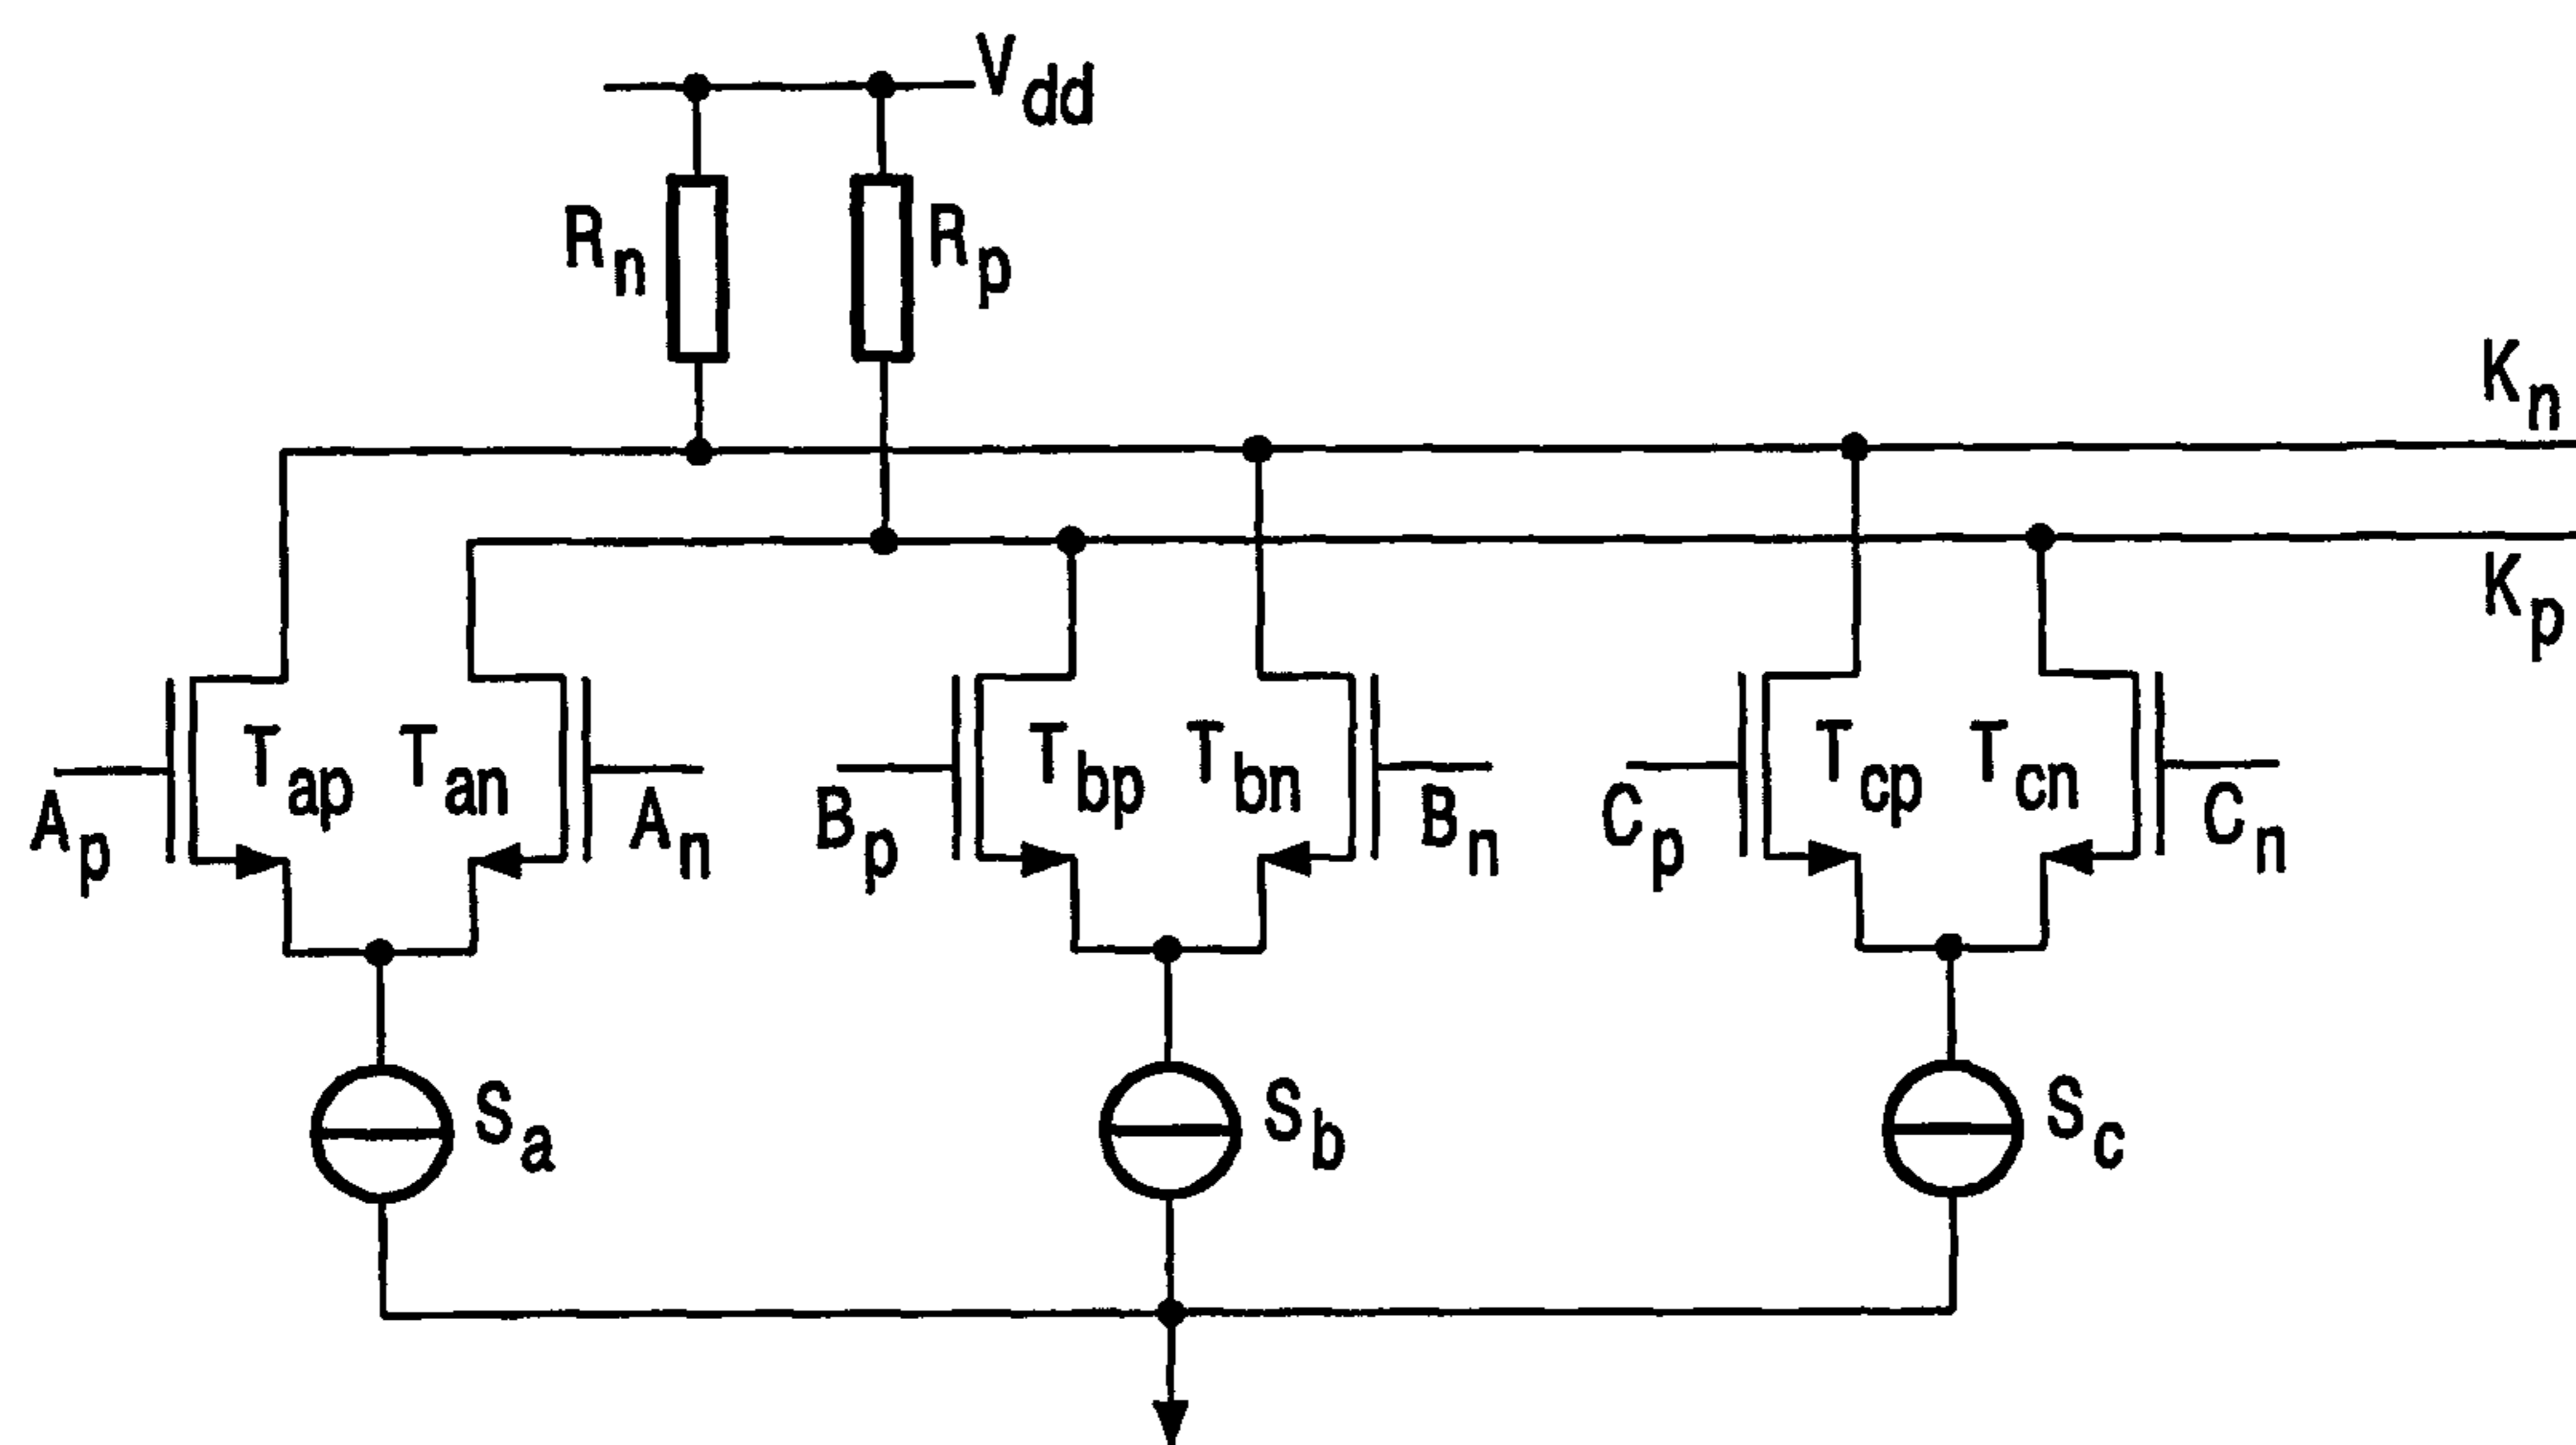 Vdd
Rn
Rp
Kn
Kp
Tap
Tan
Tbp
Tbn
Tcp
Tcn
Ap
An
Bp
Bn
Cp
Cn
Sa
Sb
Sc